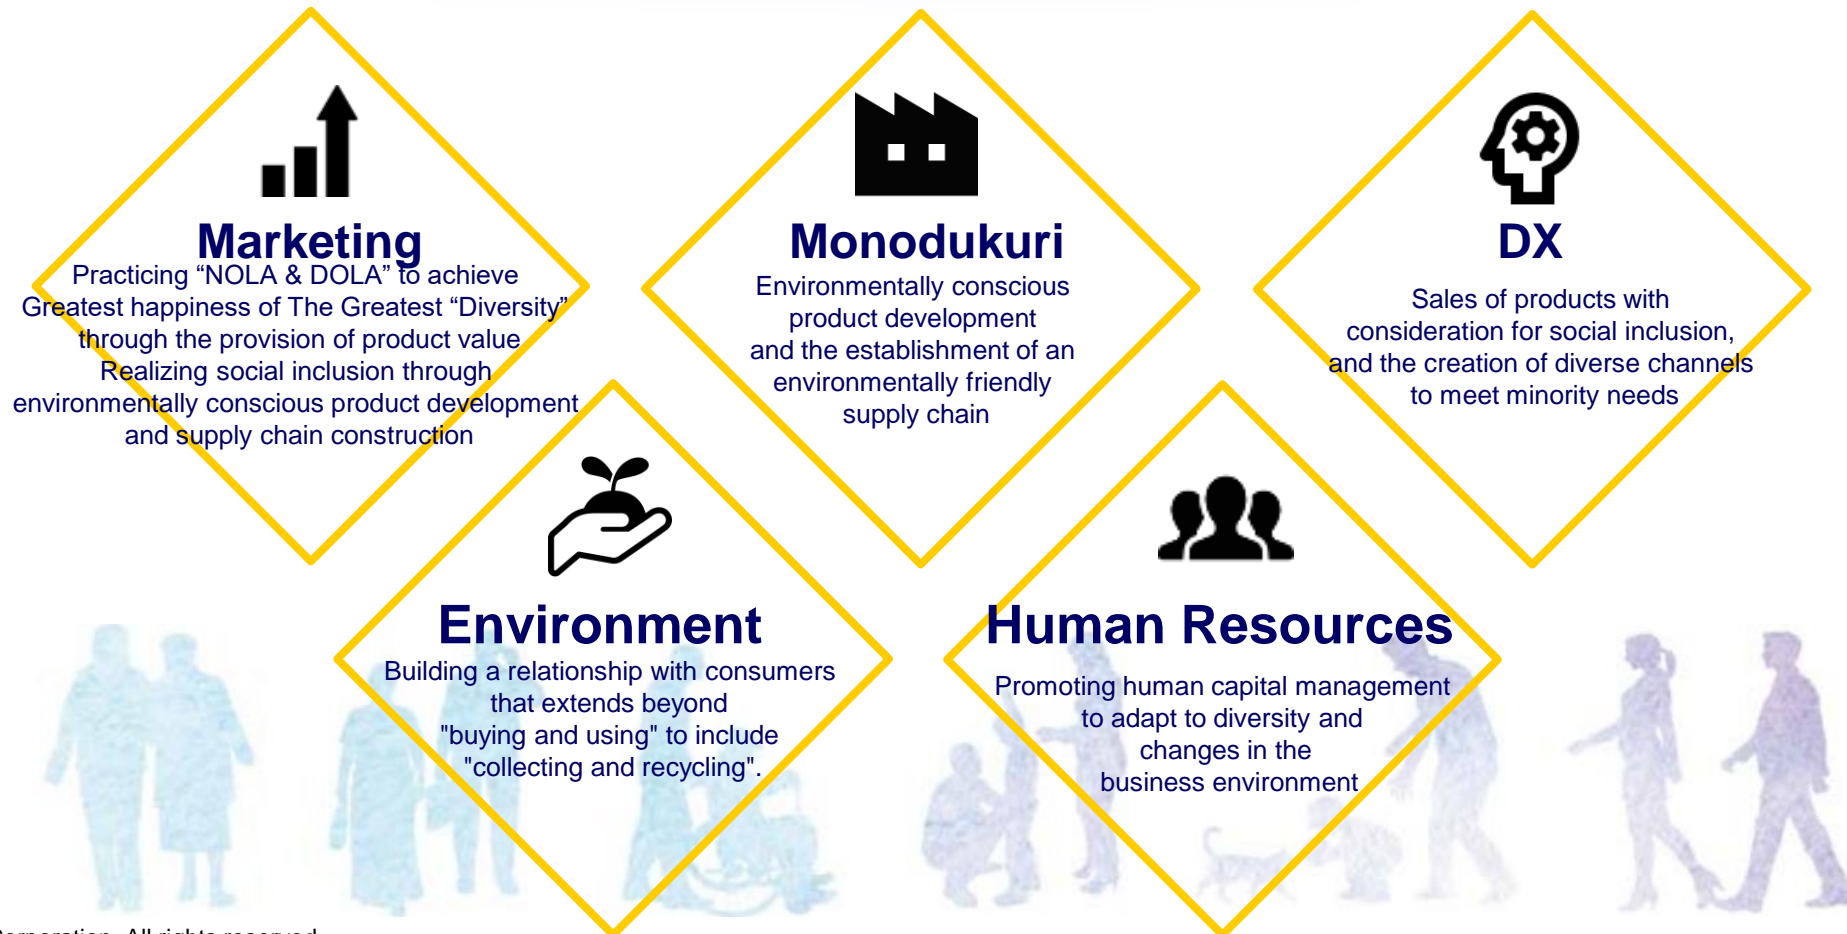 Marketing
Practicing “NOLA & DOLA” to achieve
Greatest happiness of The Greatest “Diversity”
through the provision of product value
Realizing social inclusion through
environmentally conscious product development
and supply chain construction
Monodukuri
Environmentally conscious
product development
and the establishment of an
environmentally friendly
supply chain
DX
Sales of products with
consideration for social inclusion,
and the creation of diverse channels
to meet minority needs
Environment
Building a relationship with consumers
that extends beyond
"buying and using" to include
"collecting and recycling".
Human Resources
Promoting human capital management
to adapt to diversity and
changes in the
business environment
Corporation. All rights reserved